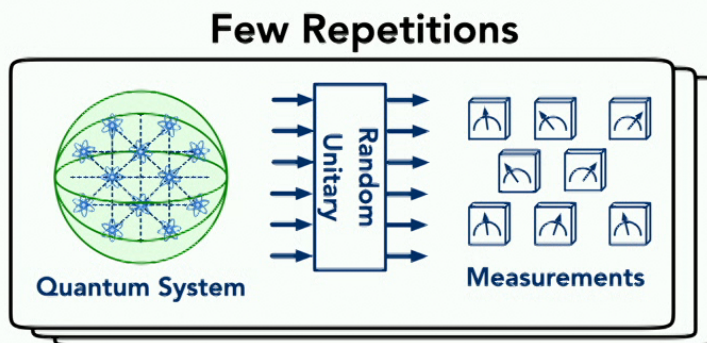 Few Repetitions
Quantum System
Random
Unitary
Measurements